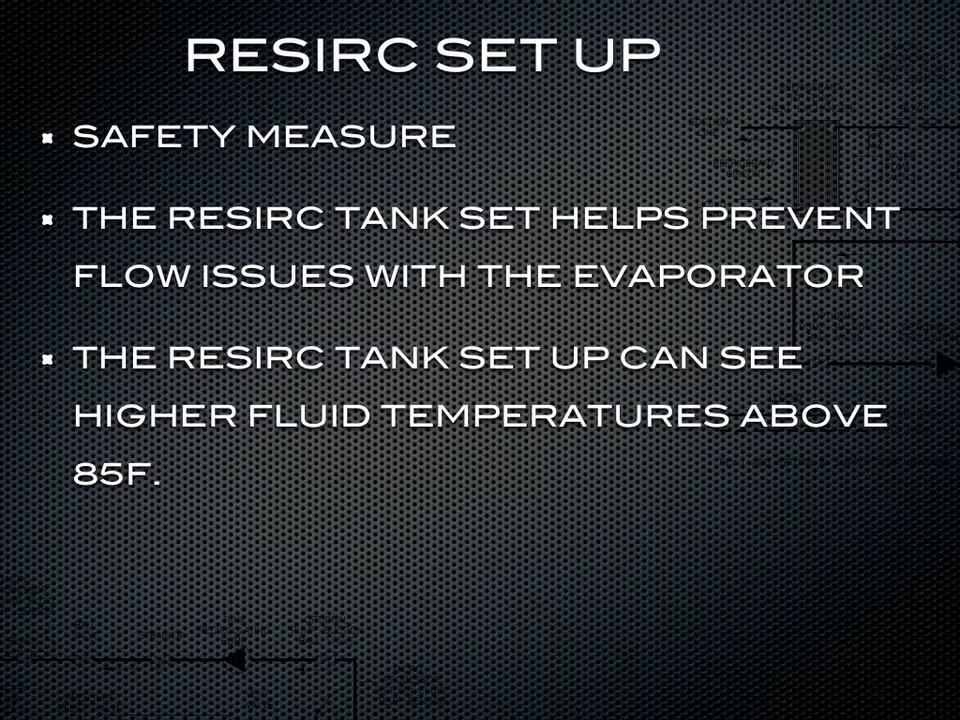 RESIRC SET UP
SAFETY MEASURE
THE RESIRC TANK SET HELPS PREVENT
FLOW ISSUES WITH THE EVAPORATOR
THE RESIRC TANK SET UP CAN SEE
HIGHER FLUID TEMPERATURES ABOVE
85F.